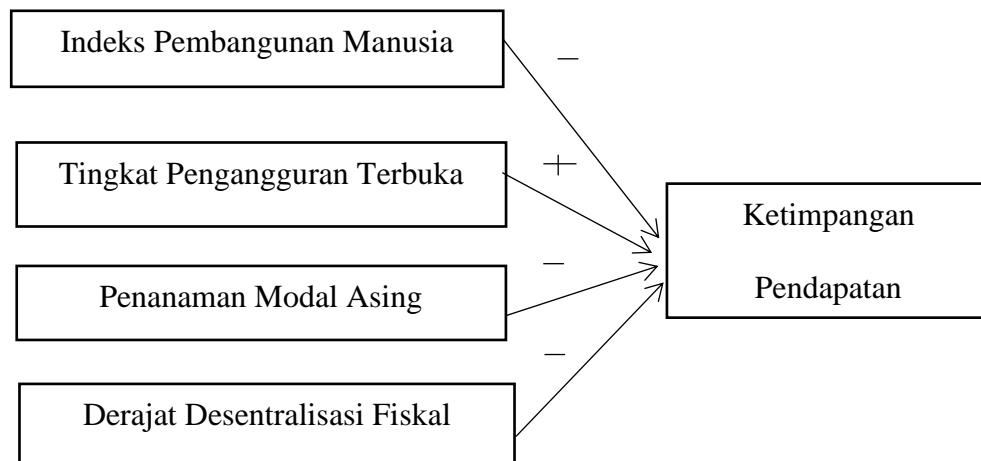 Indeks Pembangunan Manusia
−
Tingkat Pengangguran Terbuka
+
Ketimpangan
Pendapatan
−
Penanaman Modal Asing
−
Derajat Desentralisasi Fiskal